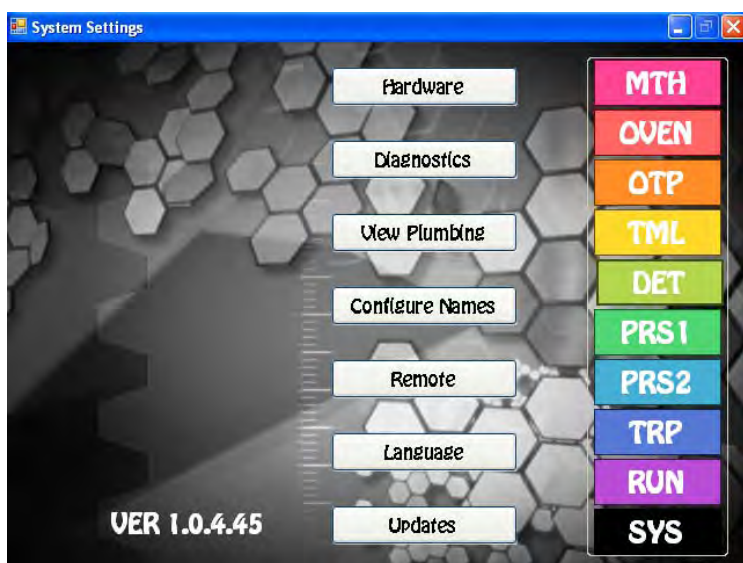 System Settings
Hardware
Diagnostics
View Plumbing
Configure Names
Remote
Language
Updates
VER 1.0.4.45
MTH
OVEN
OTP
TML
DET
PRS1
PRS2
TRP
RUN
SYS